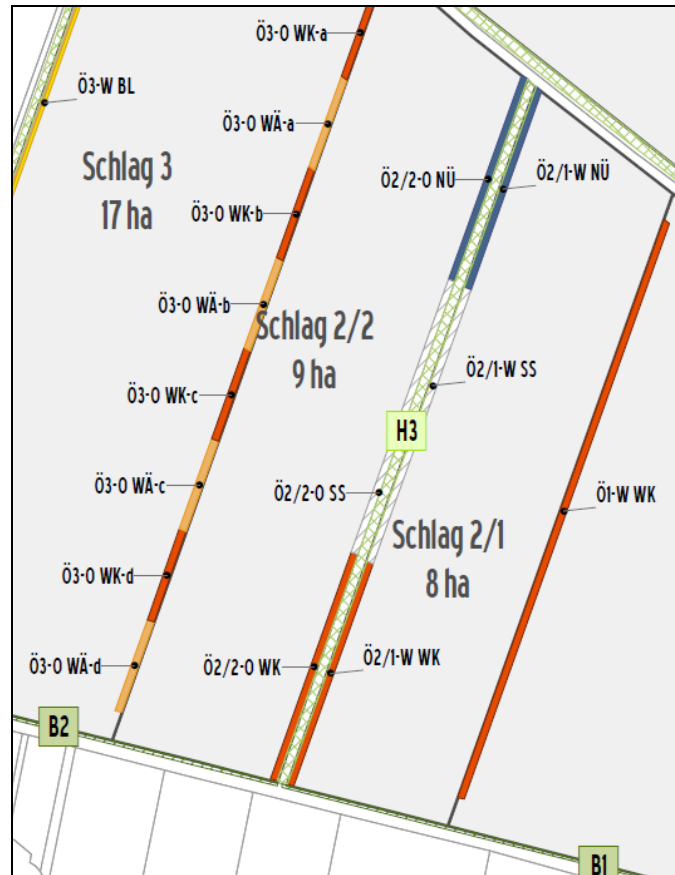 Ö3-O WK-a
Ö3-W BL
Ö3-O WÄ-a
Schlag 3
17 ha
Ö2/2-O NÜ
Ö2/1-W NÜ
Ö3-O WK-b
Ö3-O WÄ-b
Schlag 2/2
9 ha
Ö2/1-W SS
Ö3-O WK-c
H3
Ö3-O WÄ-c
Ö2/2-O SS
Ö1-W WK
Schlag 2/1
8 ha
Ö3-O WK-d
Ö3-O WÄ-d
Ö2/2-O WK
Ö2/1-W WK
B2
B1